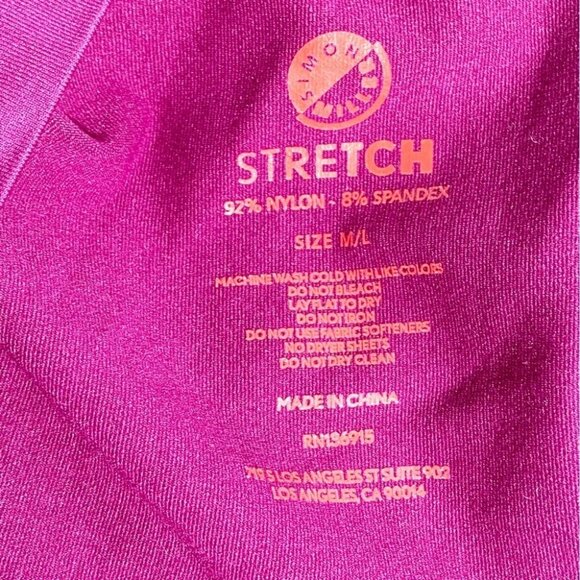 SIMON
STRETCH
92% NYLON - 8% SPANDEX
SIZE M/L
MACHINE WASH COLD WITH LIKE COLORS
DO NOT BLEACH
LAY FLAT TO DRY
DO NOT IRON
DO NOT USE FABRIC SOFTENERS
NO DRYER SHEETS
DO NOT DRY CLEAN
MADE IN CHINA
RN136915
719 S LOS ANGELES ST SUITE 902
LOS ANGELES, CA 90014